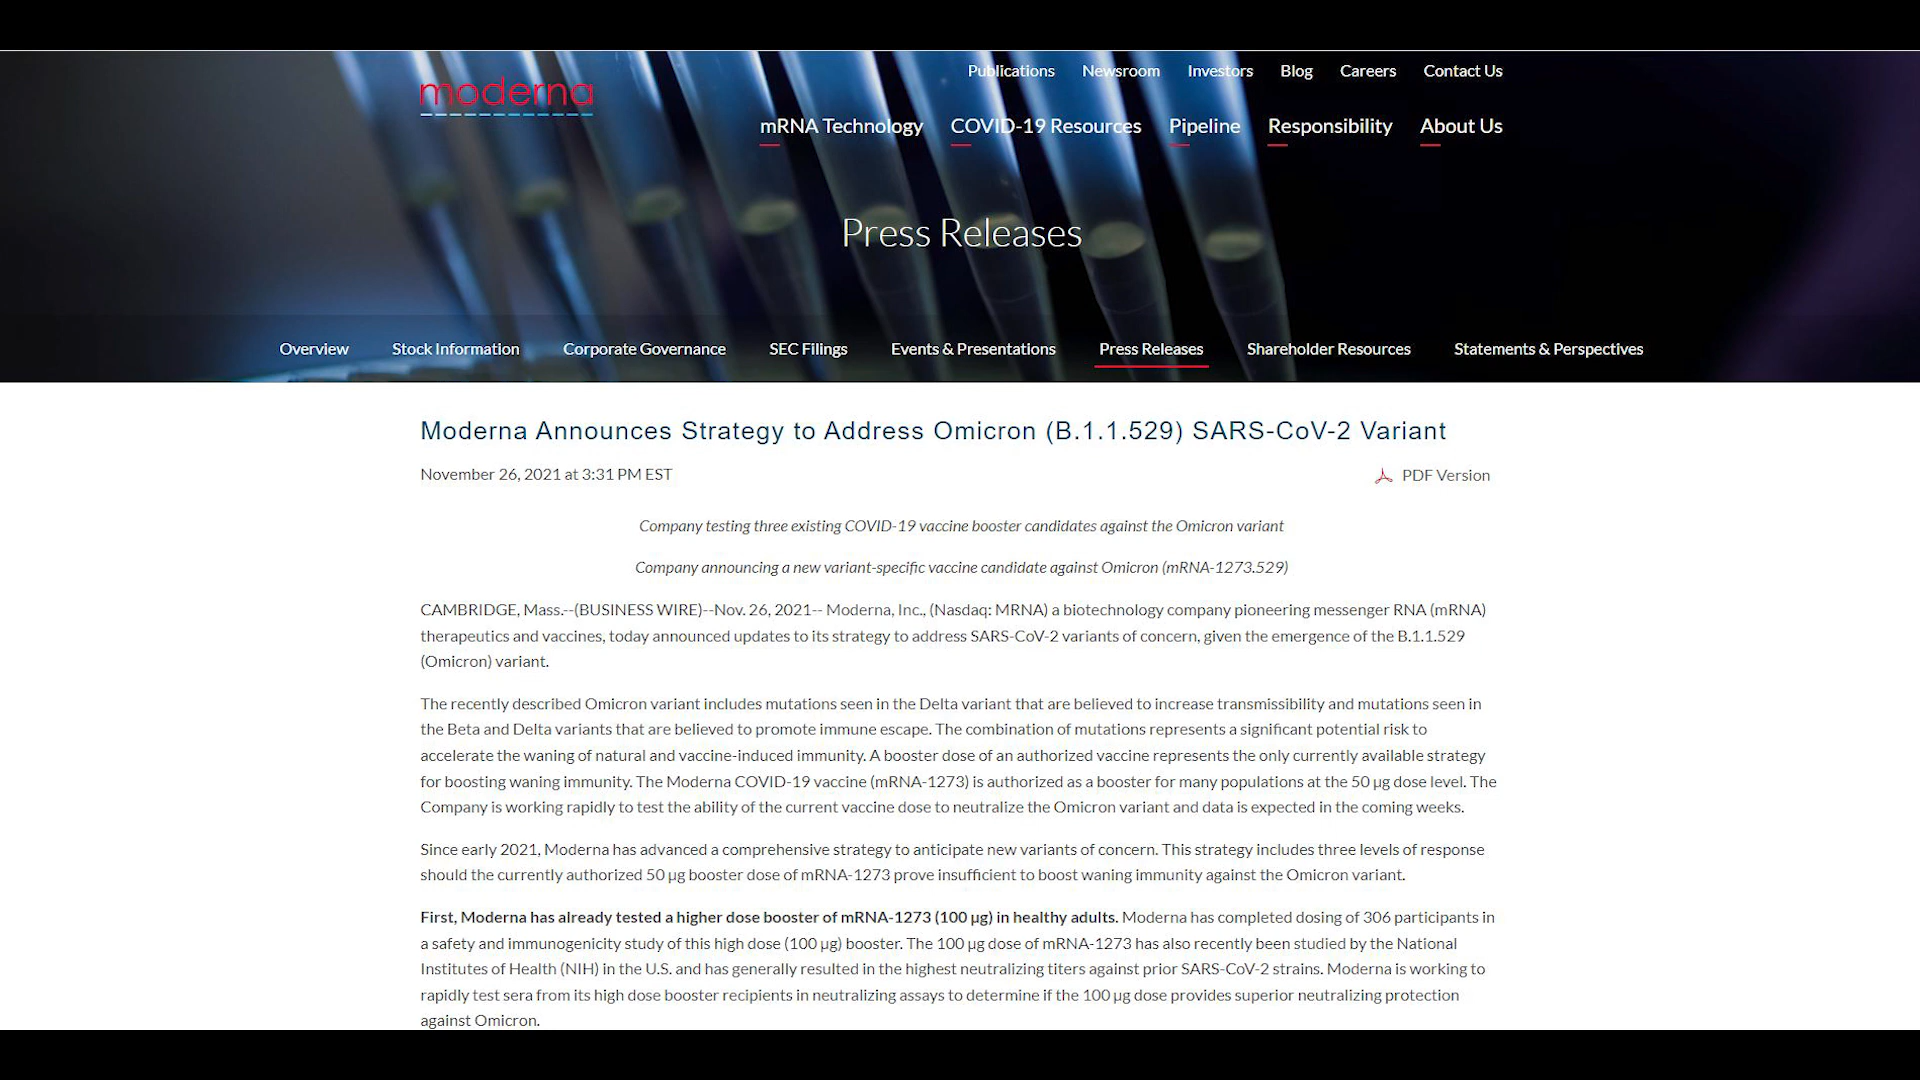 moderna
Publications Newsroom Investors Blog Careers Contact Us
mRNA Technology COVID-19 Resources Pipeline Responsibility About Us
Press Releases
Overview Stock Information Corporate Governance SEC Filings Events & Presentations Press Releases Shareholder Resources Statements & Perspectives
Moderna Announces Strategy to Address Omicron (B.1.1.529) SARS-CoV-2 Variant
November 26, 2021 at 3:31 PM EST
PDF Version
Company testing three existing COVID-19 vaccine booster candidates against the Omicron variant
Company announcing a new variant-specific vaccine candidate against Omicron (mRNA-1273.529)
CAMBRIDGE, Mass.--(BUSINESS WIRE)--Nov. 26, 2021-- Moderna, Inc., (Nasdaq: MRNA) a biotechnology company pioneering messenger RNA (mRNA)
therapeutics and vaccines, today announced updates to its strategy to address SARS-CoV-2 variants of concern, given the emergence of the B.1.1.529
(Omicron) variant.
The recently described Omicron variant includes mutations seen in the Delta variant that are believed to increase transmissibility and mutations seen in
the Beta and Delta variants that are believed to promote immune escape. The combination of mutations represents a significant potential risk to
accelerate the waning of natural and vaccine-induced immunity. A booster dose of an authorized vaccine represents the only currently available strategy
for boosting waning immunity. The Moderna COVID-19 vaccine (mRNA-1273) is authorized as a booster for many populations at the 50 µg dose level. The
Company is working rapidly to test the ability of the current vaccine dose to neutralize the Omicron variant and data is expected in the coming weeks.
Since early 2021, Moderna has advanced a comprehensive strategy to anticipate new variants of concern. This strategy includes three levels of response
should the currently authorized 50 µg booster dose of mRNA-1273 prove insufficient to boost waning immunity against the Omicron variant.
First, Moderna has already tested a higher dose booster of mRNA-1273 (100 µg) in healthy adults. Moderna has completed dosing of 306 participants in
a safety and immunogenicity study of this high dose (100 µg) booster. The 100 µg dose of mRNA-1273 has also recently been studied by the National
Institutes of Health (NIH) in the U.S. and has generally resulted in the highest neutralizing titers against prior SARS-CoV-2 strains. Moderna is working to
rapidly test sera from its high dose booster recipients in neutralizing assays to determine if the 100 µg dose provides superior neutralizing protection
against Omicron.